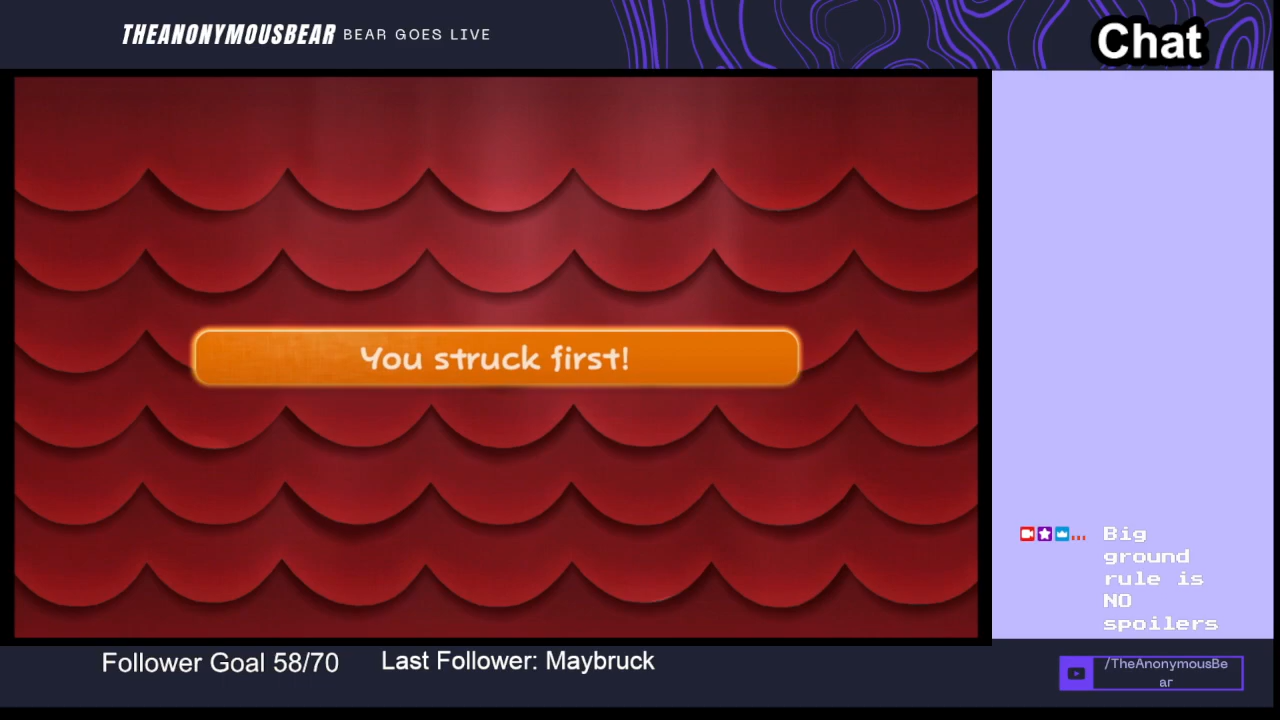 THEANONYMOUSBEAR BEAR GOES LIVE
Chat
You struck first!
Big
ground
rule is
NO
spoilers
Follower Goal 58/70
Last Follower: Maybruck
/TheAnonymousBe
ar